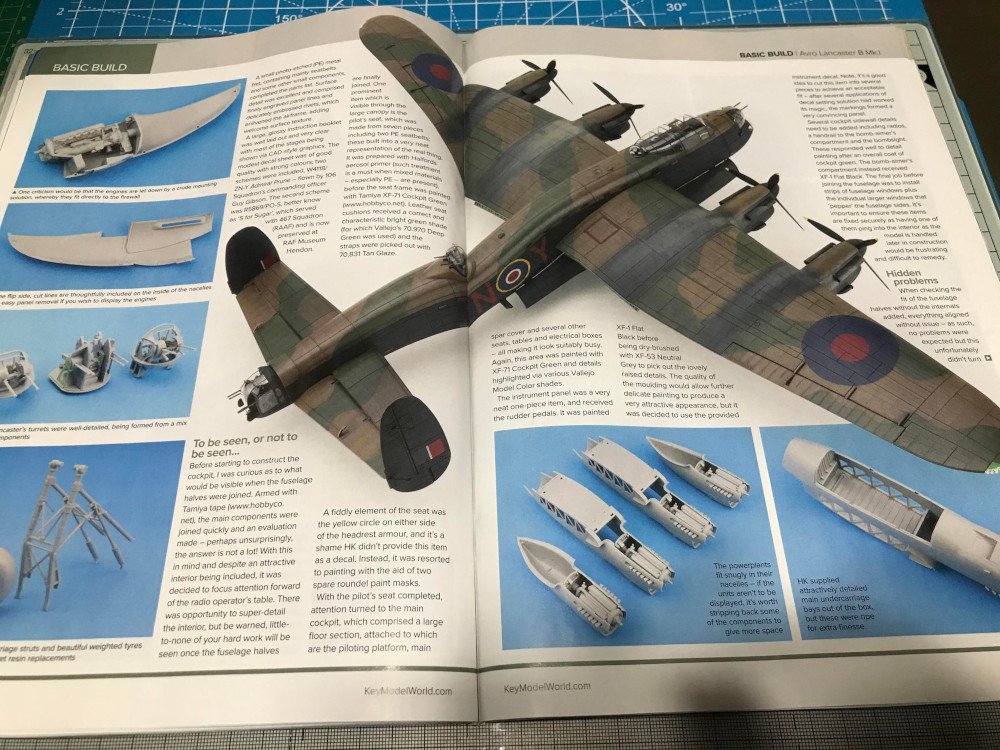 2
150°
30°
BASIC BUILD
BASIC BUILD | Avro Lancaster B Mk.I
A small photo-etched (PE) metal
fret, containing mainly seatbelts
and some other small components,
completed the parts list. Surface
detail was excellent and comprised
finely engraved panel lines and
delicately embossed rivets, which
enlivened the airframe, adding
welcome surface texture.
A large, glossy instruction booklet
was well laid out and very clear
with most of the stages being
shown via CAD-style graphics. The
modest decal sheet was of good
quality with strong colours; two
schemes were included, W4118/
ZN-Y Admiral Prune – flown by 106
Squadron's commanding officer
Guy Gibson. The second scheme
was R5868/PO-S, better know
as 'S for Sugar', which served
with 467 Squadron
(RAAF) and is now
preserved at
RAF Museum
Hendon.
▲ One criticism would be that the engines are let down by a crude mounting
solution, whereby they fit directly to the firewall
flip side, cut lines are thoughtfully included on the inside of the nacelles
easy panel removal if you wish to display the engines
ncaster's turrets were well-detailed, being formed from a mix
ponents
riage struts and beautiful weighted tyres
et resin replacements
To be seen, or not to
be seen...
Before starting to construct the
cockpit, I was curious as to what
would be visible when the fuselage
halves were joined. Armed with
Tamiya tape (www.hobbyco.
net), the main components were
joined quickly and an evaluation
made – perhaps unsurprisingly,
the answer is not a lot! With this
in mind and despite an attractive
interior being included, it was
decided to focus attention forward
of the radio operator's table. There
was opportunity to super-detail
the interior, but be warned, little-
to-none of your hard work will be
seen once the fuselage halves
are finally
joined. One
prominent
item which is
visible through the
large canopy is the
pilot's seat, which was
made from seven pieces
including two PE seatbelts;
these built into a very neat
representation of the real thing.
It was prepared with Halfords
aerosol primer (such treatment
is a must when mixed materials,
– especially PE – are present),
before the seat frame was painted
with Tamiya XF-71 Cockpit Green
(www.hobbyco.net). Leather seat
cushions received a correct and
characteristic bright green shade
(for which Vallejo's 70.970 Deep
Green was used) and the
straps were picked out with
70.831 Tan Glaze.
A fiddly element of the seat was
the yellow circle on either side
of the headrest armour, and it's a
shame HK didn't provide this item
as a decal. Instead, it was resorted
to painting with the aid of two
spare roundel paint masks.
With the pilot's seat completed,
attention turned to the main
cockpit, which comprised a large
floor section, attached to which
are the piloting platform, main
KeyModelWorld.com
N
Y
spar cover and several other
seats, tables and electrical boxes
– all making it look suitably busy.
Again, this area was painted with
XF-71 Cockpit Green and details
highlighted via various Vallejo
Model Color shades.
The instrument panel was a very
neat one-piece item, and received
the rudder pedals. It was painted
XF-1 Flat
Black before
being dry-brushed
with XF-53 Neutral
Grey to pick out the lovely
raised details. The quality of
the moulding would allow further
delicate painting to produce a
very attractive appearance, but it
was decided to use the provided
instrument decal. Note, it's a good
idea to cut this item into several
pieces to achieve an acceptable
fit – after several applications of
decal setting solution had worked
its magic, the markings formed a
very convincing panel.
Several cockpit sidewall details
need to be added including radios,
a handrail to the bomb-aimer's
compartment and the bombsight.
These responded well to detail
painting after an overall coat of
cockpit green. The bomb-aimer's
compartment instead received
XF-1 Flat Black. The final job before
joining the fuselage was to install
strips of fuselage windows plus
the individual larger windows that
'pepper' the fuselage sides. It's
important to ensure these items
are fixed securely as having one of
them ping into the interior as the
model is handled
later in construction
would be frustrating
and difficult to remedy.
Hidden
problems
When checking the
fit of the fuselage
halves without the internals
added, everything aligned
without issue – as such,
no problems were
expected but this
unfortunately
didn't turn
The powerplants
fit snugly in their
nacelles – if the
units aren't to be
displayed, it's worth
stripping back some
of the components to
give more space
HK supplied
attractively detailed
main undercarriage
bays out of the box,
but these were ripe
for extra finesse
KeyModelWorld.com